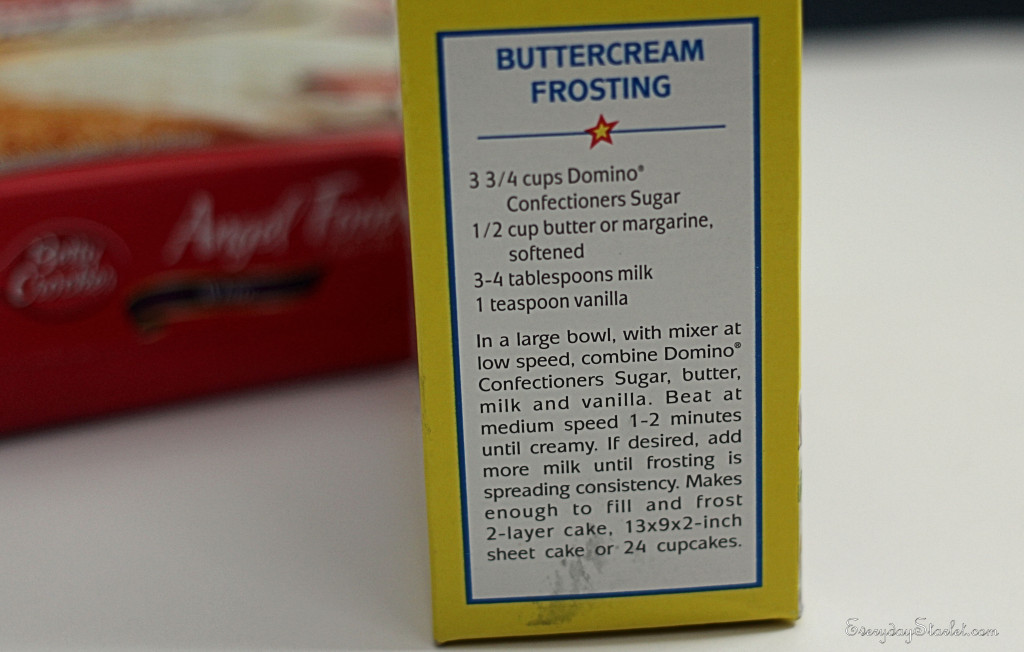 BUTTERCREAM
FROSTING
3 3/4 cups Domino®
Confectioners Sugar
1/2 cup butter or margarine,
softened
3-4 tablespoons milk
1 teaspoon vanilla
In a large bowl, with mixer at
low speed, combine Domino®
Confectioners Sugar, butter,
milk and vanilla. Beat at
medium speed 1-2 minutes
until creamy. If desired, add
more milk until frosting is
spreading consistency. Makes
enough to fill and frost
2-layer cake, 13x9x2-inch
sheet cake or 24 cupcakes.
Betty
Crocker
Angel Food
EverydayStarlet.com